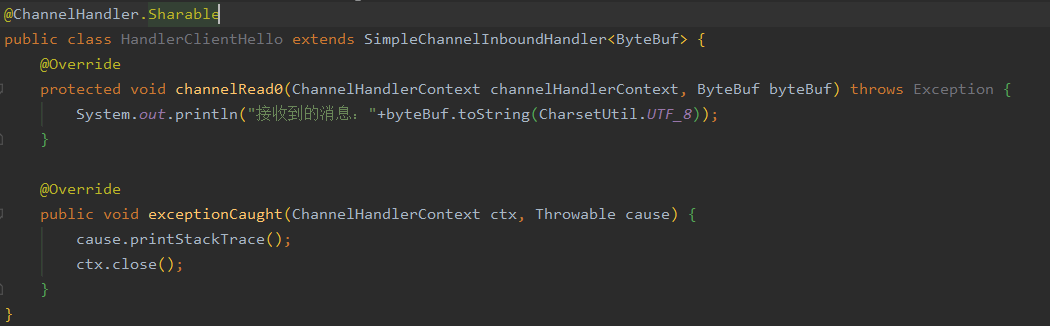 @ChannelHandler.Sharable
public class HandlerClientHello extends SimpleChannelInboundHandler<ByteBuf> {
@Override
protected void channelRead0(ChannelHandlerContext channelHandlerContext, ByteBuf byteBuf) throws Exception {
System.out.println("接收到的消息："+byteBuf.toString(CharsetUtil.UTF_8));
}
@Override
public void exceptionCaught(ChannelHandlerContext ctx, Throwable cause) {
cause.printStackTrace();
ctx.close();
}
}